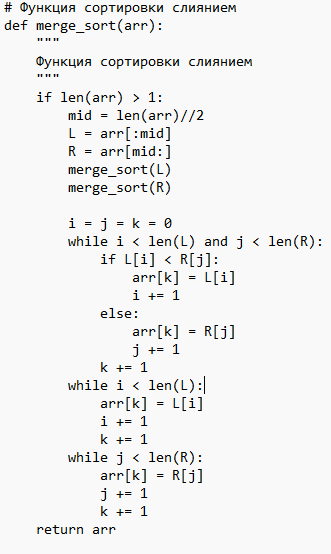 # Функция сортировки слиянием
def merge_sort(arr):
    """
    Функция сортировки слиянием
    """
    if len(arr) > 1:
        mid = len(arr)//2
        L = arr[:mid]
        R = arr[mid:]
        merge_sort(L)
        merge_sort(R)

        i = j = k = 0
        while i < len(L) and j < len(R):
            if L[i] < R[j]:
                arr[k] = L[i]
                i += 1
            else:
                arr[k] = R[j]
                j += 1
            k += 1
        while i < len(L):
            arr[k] = L[i]
            i += 1
            k += 1
        while j < len(R):
            arr[k] = R[j]
            j += 1
            k += 1
    return arr